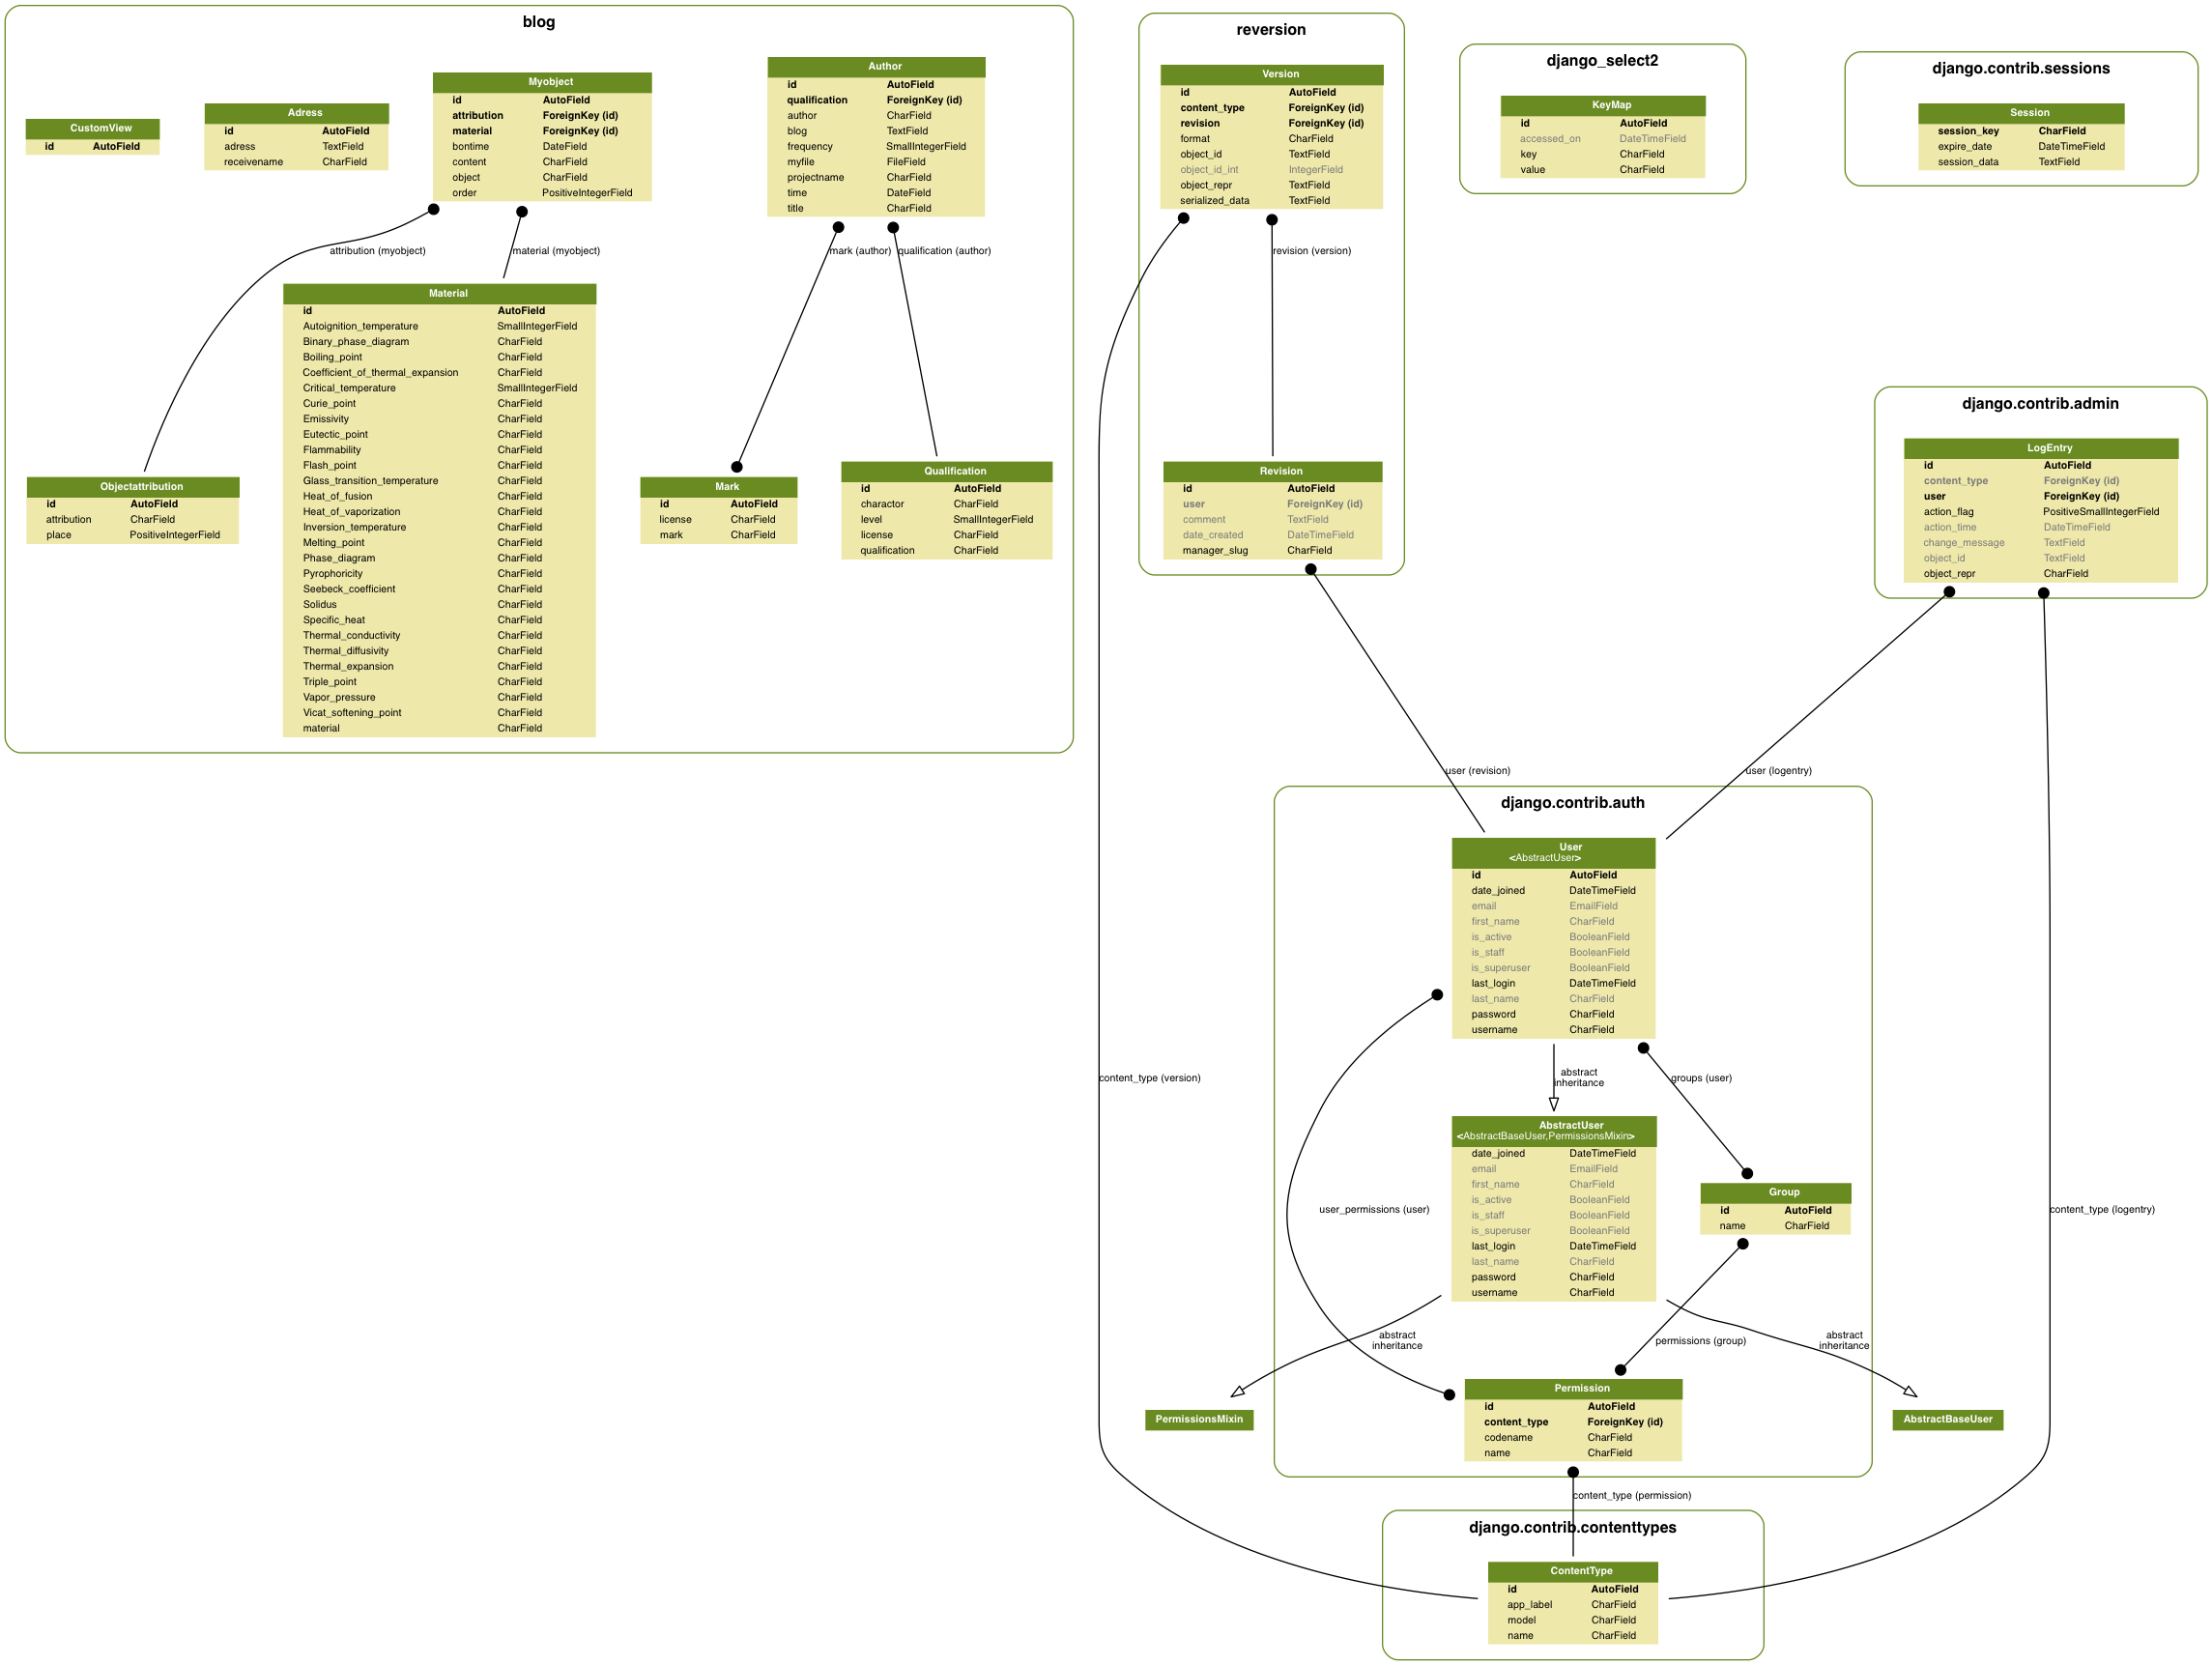 blog
CustomView
id AutoField
Adress
id AutoField
adress TextField
receivename CharField
Myobject
id AutoField
attribution ForeignKey (id)
material ForeignKey (id)
bontime DateField
content CharField
object CharField
order PositiveIntegerField
Author
id AutoField
qualification ForeignKey (id)
author CharField
blog TextField
frequency SmallIntegerField
myfile FileField
projectname CharField
time DateField
title CharField
attribution (myobject)
material (myobject)
mark (author)
qualification (author)
Objectattribution
id AutoField
attribution CharField
place PositiveIntegerField
Material
id AutoField
Autoignition_temperature SmallIntegerField
Binary_phase_diagram CharField
Boiling_point CharField
Coefficient_of_thermal_expansion CharField
Critical_temperature SmallIntegerField
Curie_point CharField
Emissivity CharField
Eutectic_point CharField
Flammability CharField
Flash_point CharField
Glass_transition_temperature CharField
Heat_of_fusion CharField
Heat_of_vaporization CharField
Inversion_temperature CharField
Melting_point CharField
Phase_diagram CharField
Pyrophoricity CharField
Seebeck_coefficient CharField
Solidus CharField
Specific_heat CharField
Thermal_conductivity CharField
Thermal_diffusivity CharField
Thermal_expansion CharField
Triple_point CharField
Vapor_pressure CharField
Vicat_softening_point CharField
material CharField
Mark
id AutoField
license CharField
mark CharField
Qualification
id AutoField
charactor CharField
level SmallIntegerField
license CharField
qualification CharField
reversion
Version
id AutoField
content_type ForeignKey (id)
revision ForeignKey (id)
format CharField
object_id TextField
object_id_int IntegerField
object_repr TextField
serialized_data TextField
revision (version)
Revision
id AutoField
user ForeignKey (id)
comment TextField
date_created DateTimeField
manager_slug CharField
django_select2
KeyMap
id AutoField
accessed_on DateTimeField
key CharField
value CharField
django.contrib.sessions
Session
session_key CharField
expire_date DateTimeField
session_data TextField
django.contrib.admin
LogEntry
id AutoField
content_type ForeignKey (id)
user ForeignKey (id)
action_flag PositiveSmallIntegerField
action_time DateTimeField
change_message TextField
object_id TextField
object_repr CharField
user (revision)
user (logentry)
django.contrib.auth
User
<AbstractUser>
id AutoField
date_joined DateTimeField
email EmailField
first_name CharField
is_active BooleanField
is_staff BooleanField
is_superuser BooleanField
last_login DateTimeField
last_name CharField
password CharField
username CharField
content_type (version)
abstract
inheritance
groups (user)
AbstractUser
<AbstractBaseUser,PermissionsMixin>
date_joined DateTimeField
email EmailField
first_name CharField
is_active BooleanField
is_staff BooleanField
is_superuser BooleanField
last_login DateTimeField
last_name CharField
password CharField
username CharField
Group
id AutoField
name CharField
user_permissions (user)
content_type (logentry)
abstract
inheritance
permissions (group)
abstract
inheritance
PermissionsMixin
Permission
id AutoField
content_type ForeignKey (id)
codename CharField
name CharField
AbstractBaseUser
content_type (permission)
django.contrib.contenttypes
ContentType
id AutoField
app_label CharField
model CharField
name CharField